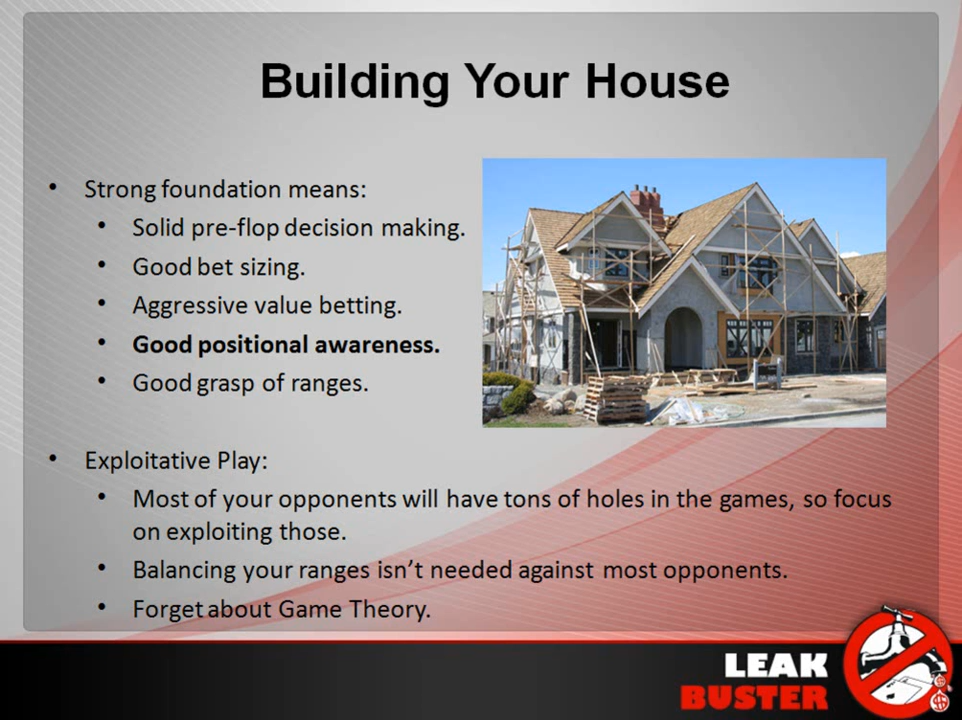 Building Your House
• Strong foundation means:
• Solid pre-flop decision making.
• Good bet sizing.
• Aggressive value betting.
• Good positional awareness.
• Good grasp of ranges.
• Exploitative Play:
• Most of your opponents will have tons of holes in the games, so focus
on exploiting those.
• Balancing your ranges isn’t needed against most opponents.
• Forget about Game Theory.
LEAK
BUSTER